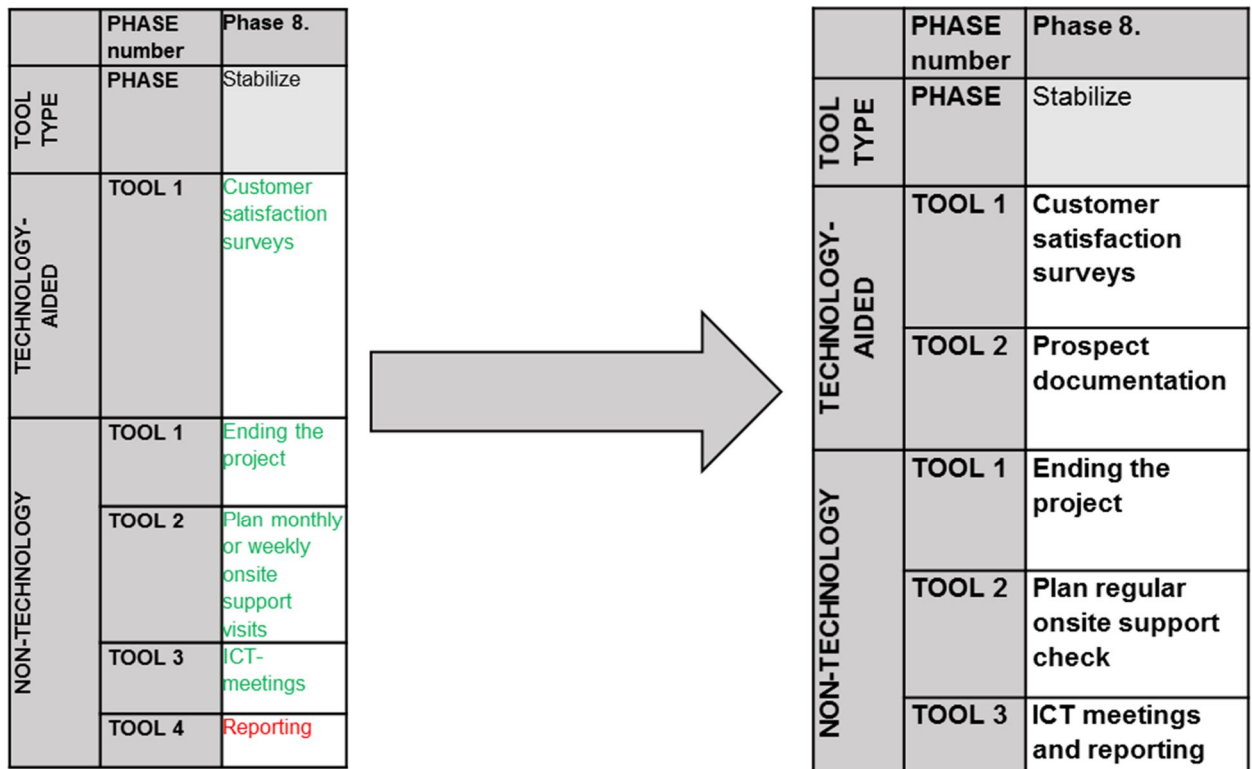 PHASE
number
Phase 8.
TOOL
TYPE
PHASE
Stabilize
TECHNOLOGY-
AIDED
TOOL 1
Customer
satisfaction
surveys
NON-TECHNOLOGY
TOOL 1
Ending the
project
TOOL 2
Plan monthly
or weekly
onsite
support
visits
TOOL 3
ICT-
meetings
TOOL 4
Reporting
PHASE
number
Phase 8.
TOOL
TYPE
PHASE
Stabilize
TECHNOLOGY-
AIDED
TOOL 1
Customer
satisfaction
surveys
TOOL 2
Prospect
documentation
NON-TECHNOLOGY
TOOL 1
Ending the
project
TOOL 2
Plan regular
onsite support
check
TOOL 3
ICT meetings
and reporting